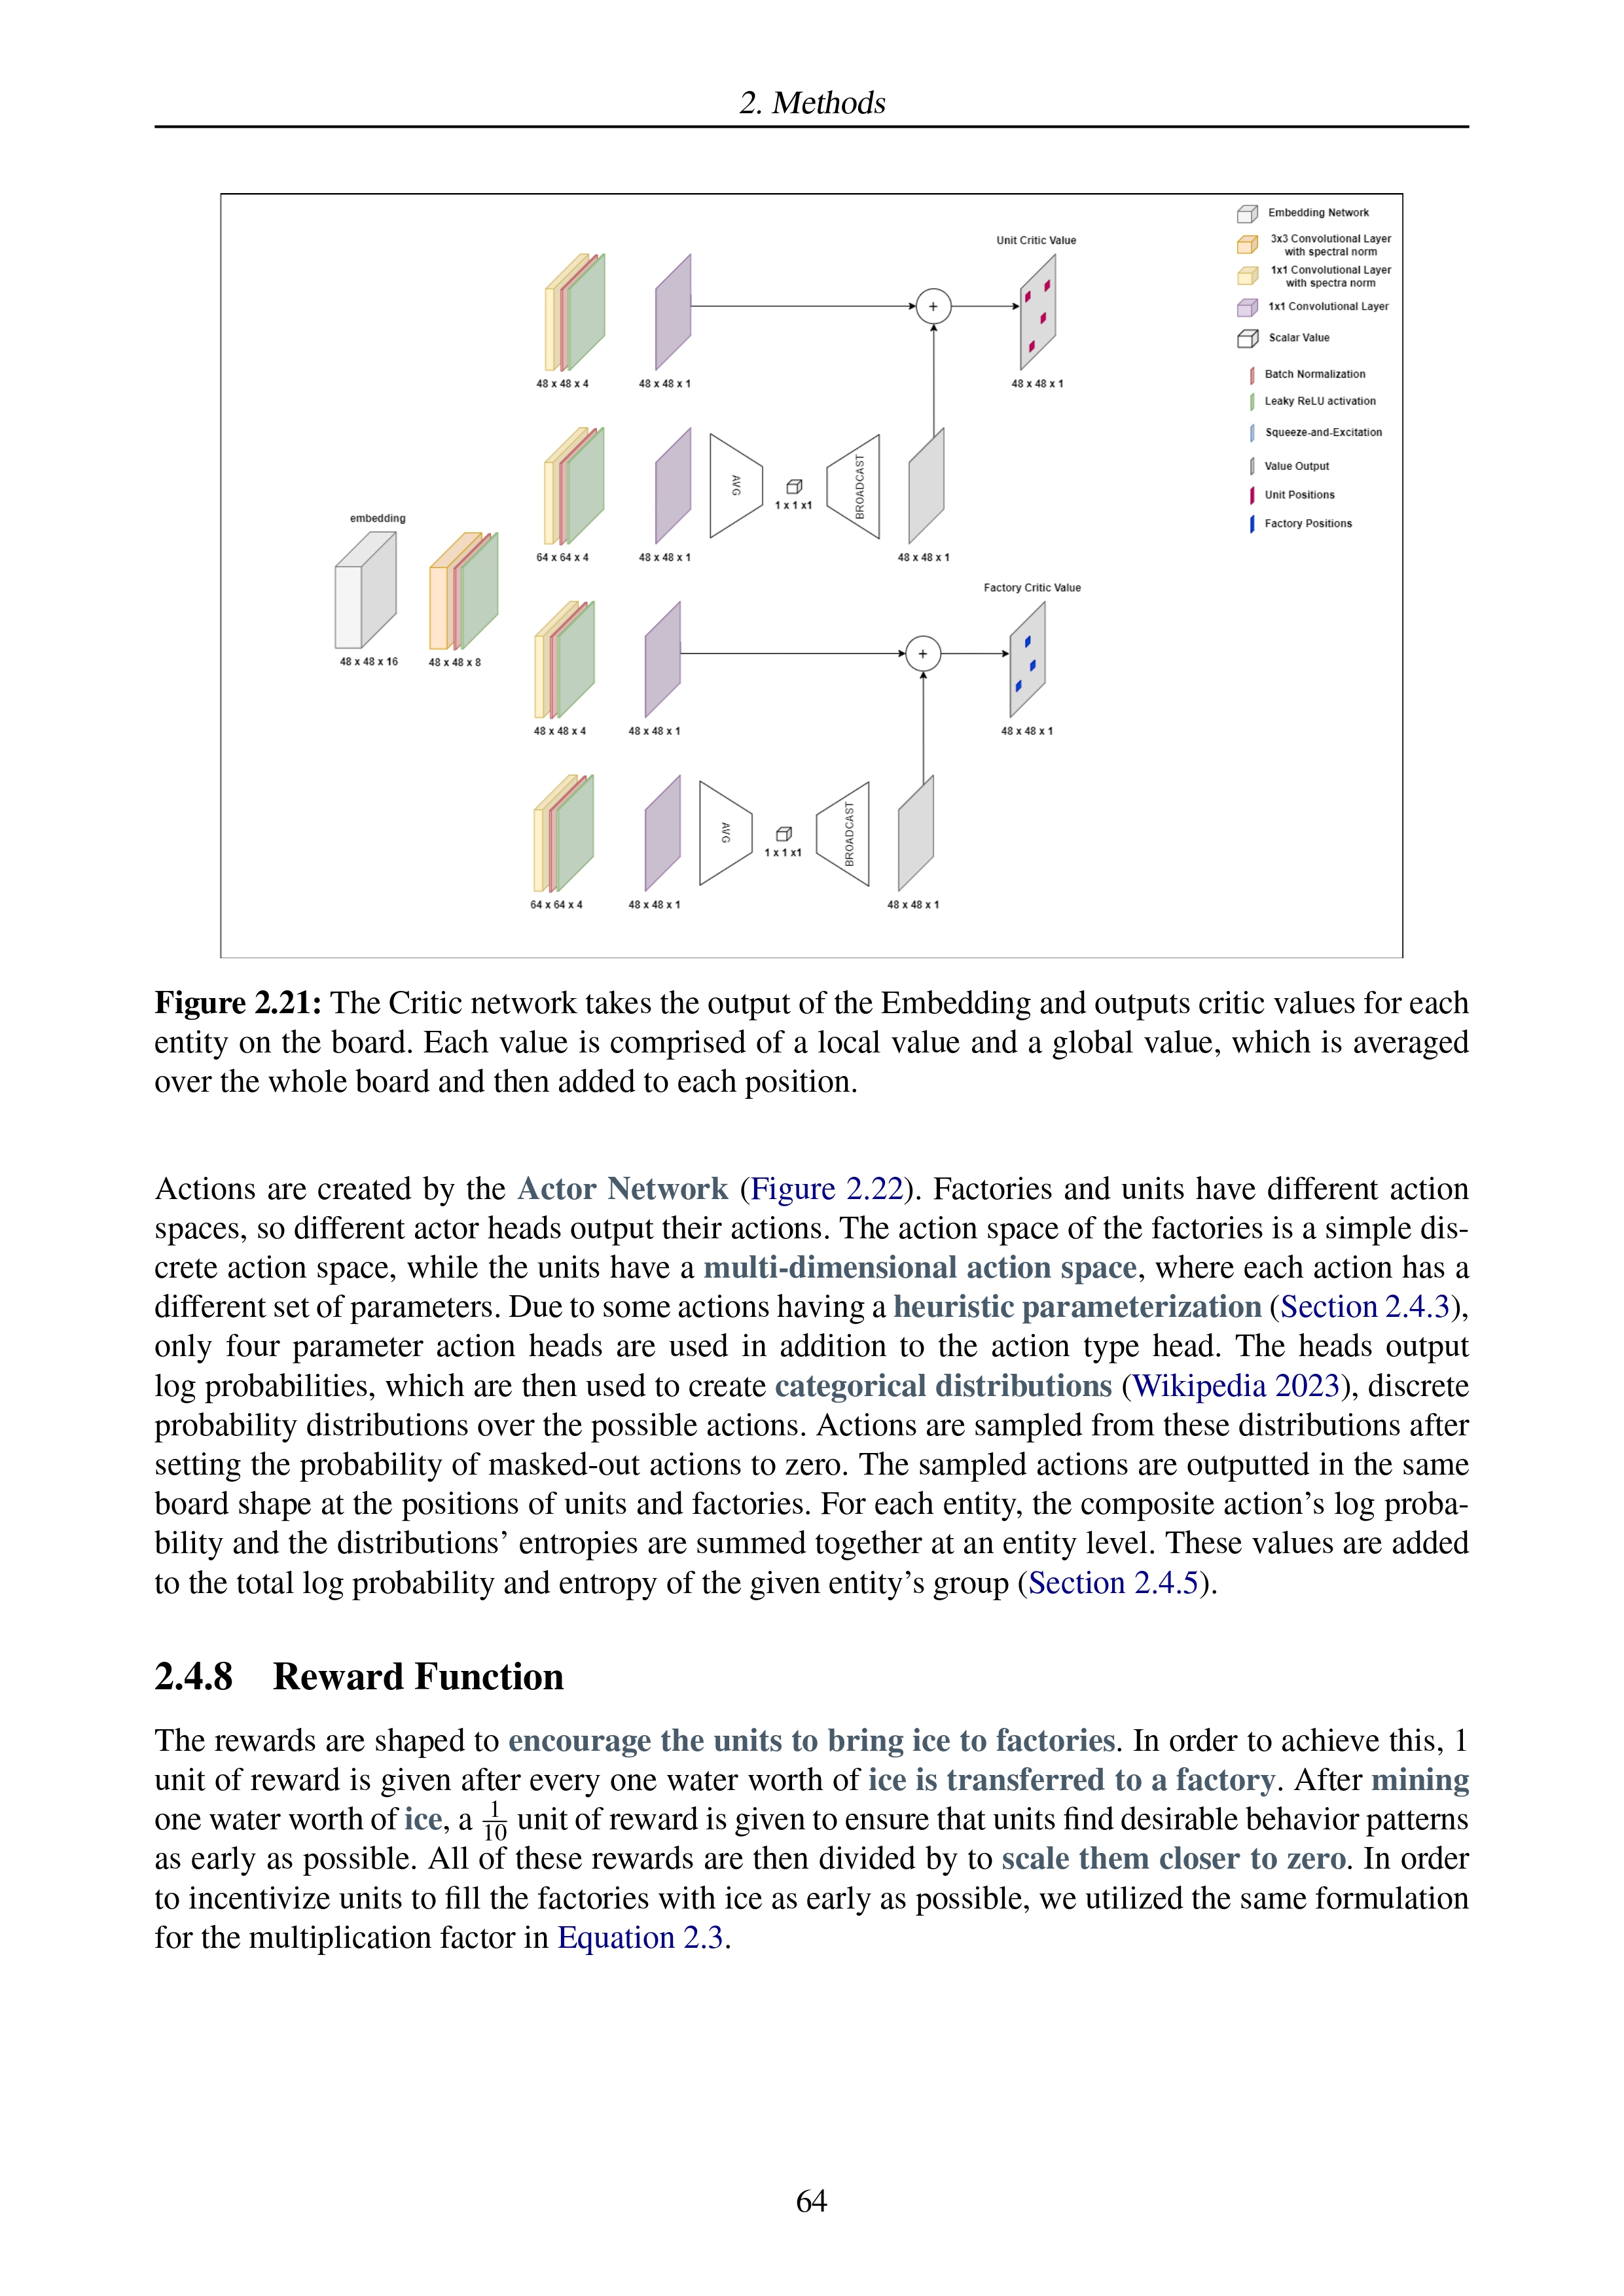 2. Methods
Unit Critic Value
48 x 48 x 4
48 x 48 x 1
48 x 48 x 1
AVG
1 x 1 x1
BROADCAST
64 x 64 x 4
48 x 48 x 1
48 x 48 x 1
embedding
48 x 48 x 16
48 x 48 x 8
Factory Critic Value
48 x 48 x 4
48 x 48 x 1
48 x 48 x 1
AVG
1 x 1 x1
BROADCAST
64 x 64 x 4
48 x 48 x 1
48 x 48 x 1
+
+
Embedding Network
3x3 Convolutional Layer
with spectral norm
1x1 Convolutional Layer
with spectra norm
1x1 Convolutional Layer
Scalar Value
Batch Normalization
Leaky ReLU activation
Squeeze-and-Excitation
Value Output
Unit Positions
Factory Positions
Figure 2.21: The Critic network takes the output of the Embedding and outputs critic values for each
entity on the board. Each value is comprised of a local value and a global value, which is averaged
over the whole board and then added to each position.
Actions are created by the Actor Network (Figure 2.22). Factories and units have different action
spaces, so different actor heads output their actions. The action space of the factories is a simple dis-
crete action space, while the units have a multi-dimensional action space, where each action has a
different set of parameters. Due to some actions having a heuristic parameterization (Section 2.4.3),
only four parameter action heads are used in addition to the action type head. The heads output
log probabilities, which are then used to create categorical distributions (Wikipedia 2023), discrete
probability distributions over the possible actions. Actions are sampled from these distributions after
setting the probability of masked-out actions to zero. The sampled actions are outputted in the same
board shape at the positions of units and factories. For each entity, the composite action's log proba-
bility and the distributions' entropies are summed together at an entity level. These values are added
to the total log probability and entropy of the given entity's group (Section 2.4.5).
2.4.8 Reward Function
The rewards are shaped to encourage the units to bring ice to factories. In order to achieve this, 1
unit of reward is given after every one water worth of ice is transferred to a factory. After mining
one water worth of ice, a 1/10 unit of reward is given to ensure that units find desirable behavior patterns
as early as possible. All of these rewards are then divided by to scale them closer to zero. In order
to incentivize units to fill the factories with ice as early as possible, we utilized the same formulation
for the multiplication factor in Equation 2.3.
64